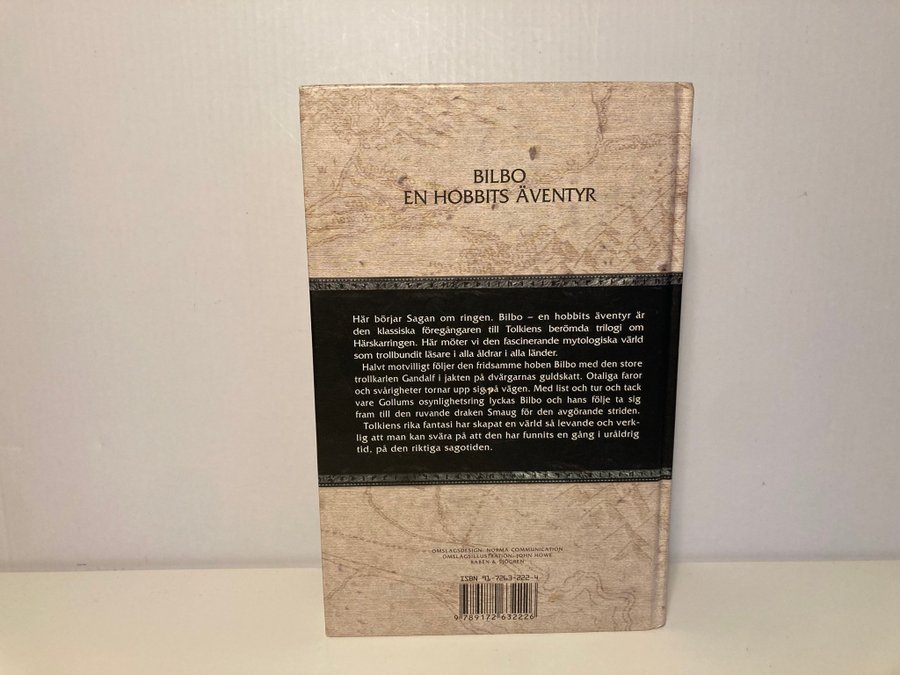 BILBO
EN HOBBITS ÄVENTYR
Här börjar Sagan om ringen. Bilbo – en hobbits äventyr är
den klassiska föregångaren till Tolkiens berömda trilogi om
Härskarringen. Här möter vi den fascinerande mytologiska värld
som trollbundit läsare i alla åldrar i alla länder.
Halvt motvilligt följer den fridsamme hoben Bilbo med den store
trollkarlen Gandalf i jakten på dvärgarnas guldskatt. Otaliga faror
och svårigheter tornar upp sig på vägen. Med list och tur och tack
vare Gollums osynlighetsring lyckas Bilbo och hans följe ta sig
fram till den ruvande draken Smaug för den avgörande striden.
Tolkiens rika fantasi har skapat en värld så levande och verk-
lig att man kan svära på att den har funnits en gång i uråldrig
tid, på den riktiga sagotiden.
OMSLAGSDESIGN: NORMA COMMUNICATION
OMSLAGSILLUSTRATION: JOHN HOWE
RABÉN & SJÖGREN
ISBN 91-7263-222-4
9 789172 632226